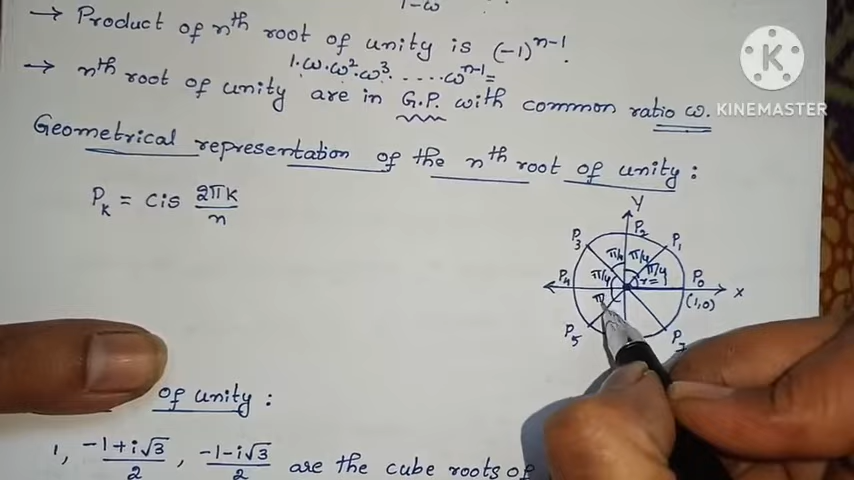 1-ω
→ Product of nth root of unity is (-1)^{n-1}.
1.ω.ω².ω³.....ω^{n-1}=
→ nth root of unity are in G.P. with common ratio ω.
Geometrical representation of the nth root of unity:
P_k = cis 2πk/n
Y
P₃ P₂ P₁
π/4 π/4
P₄ π/4 π/4 r=1 P₀
π (1,0) x
P₅ P₇
of unity:
1, (-1+i√3)/2, (-1-i√3)/2 are the cube roots of
K
KINEMASTER